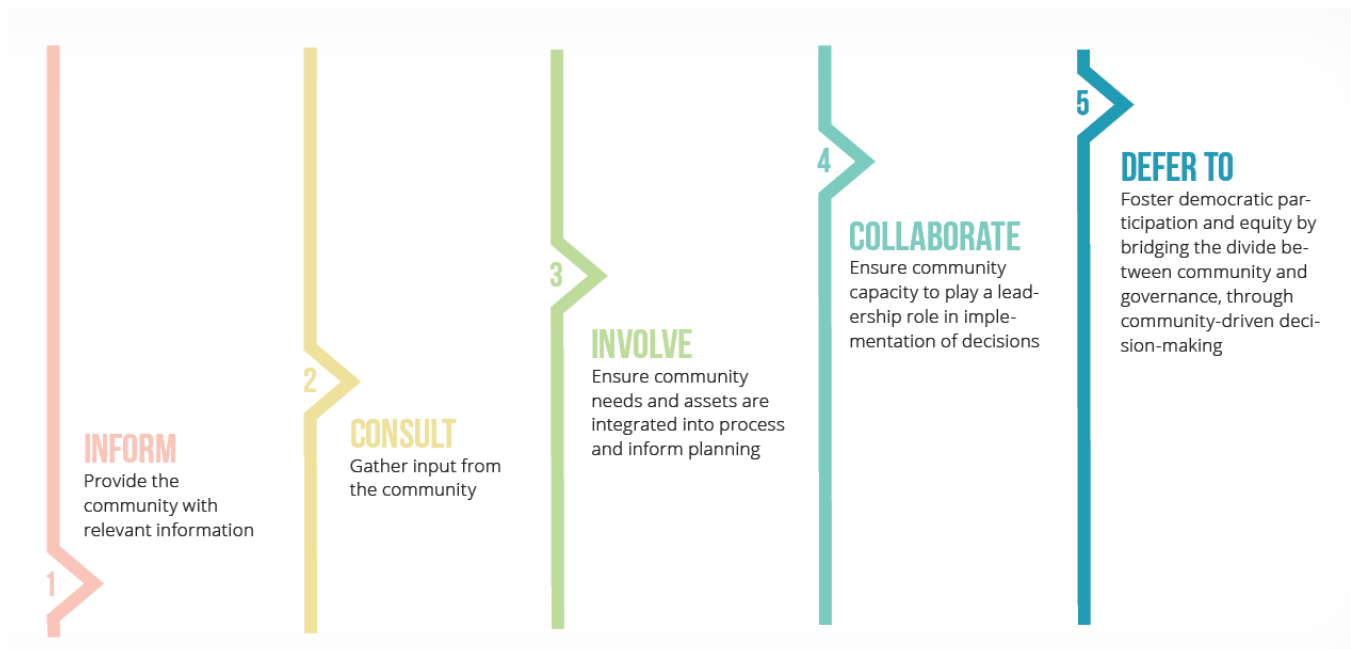 1
INFORM
Provide the
community with
relevant information
2
CONSULT
Gather input from
the community
3
INVOLVE
Ensure community
needs and assets are
integrated into process
and inform planning
4
COLLABORATE
Ensure community
capacity to play a lead-
ership role in imple-
mentation of decisions
5
DEFER TO
Foster democratic par-
ticipation and equity by
bridging the divide be-
tween community and
governance, through
community-driven deci-
sion-making